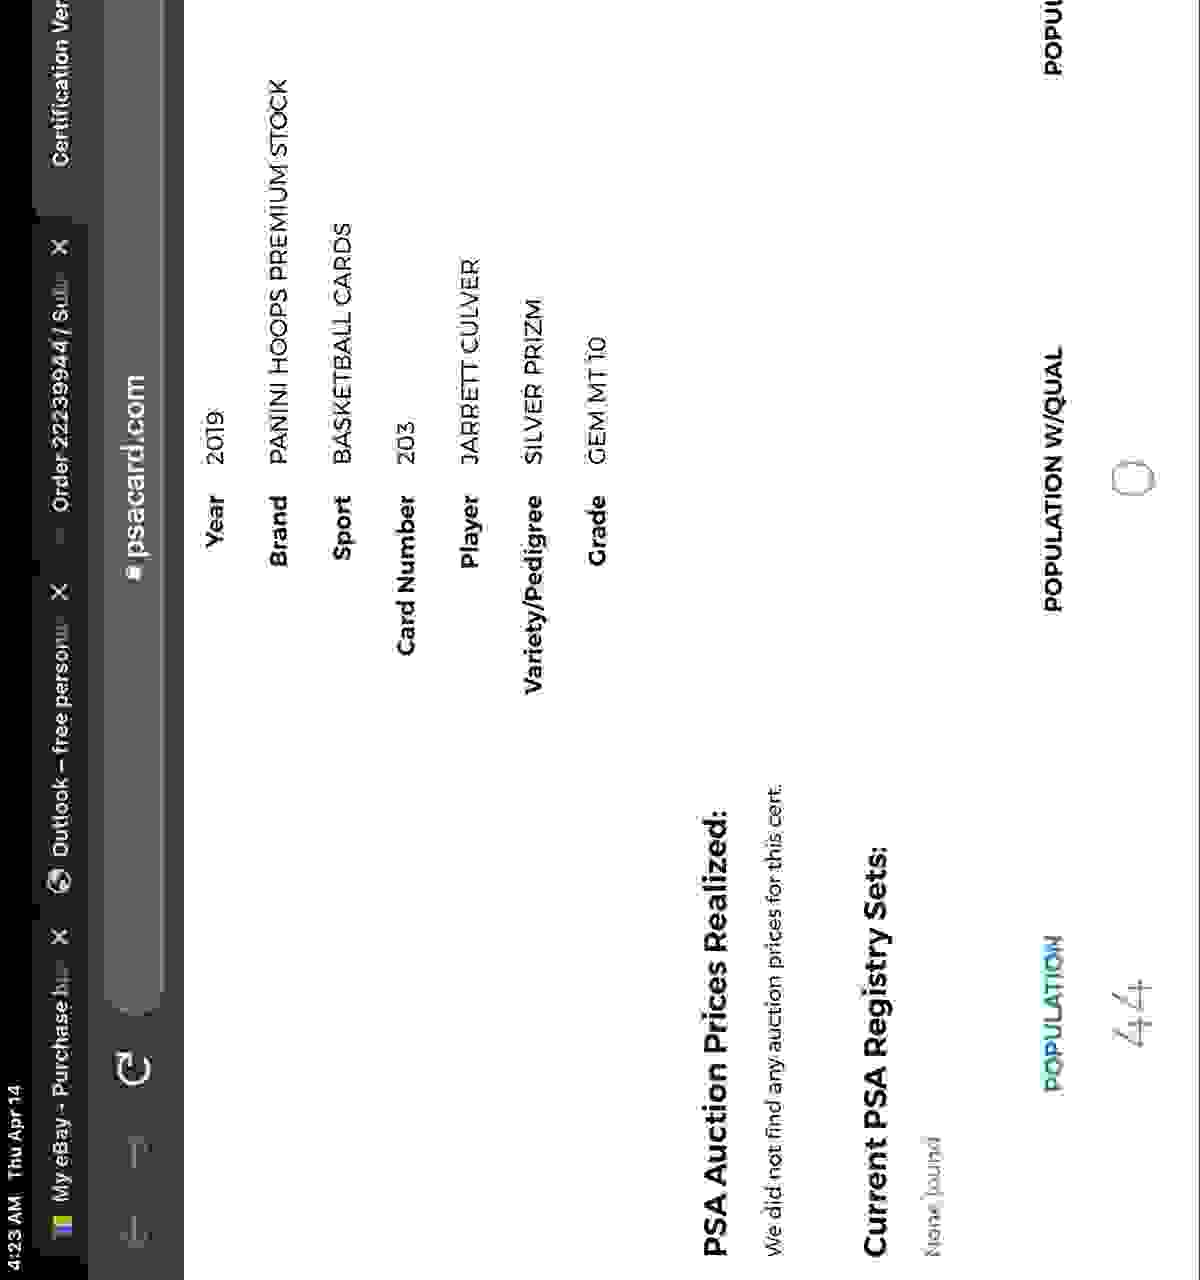 4:23 AM Thu Apr 14
My eBay - Purchase X
Outlook – free person X
Order 22239944 / X
Certification Ver
psacard.com
Year 2019
Brand PANINI HOOPS PREMIUM STOCK
Sport BASKETBALL CARDS
Card Number 203
Player JARRETT CULVER
Variety/Pedigree SILVER PRIZM
Grade GEM MT 10
PSA Auction Prices Realized:
We did not find any auction prices for this cert.
Current PSA Registry Sets:
None found
POPULATION POPULATION W/QUAL POPU
44 0